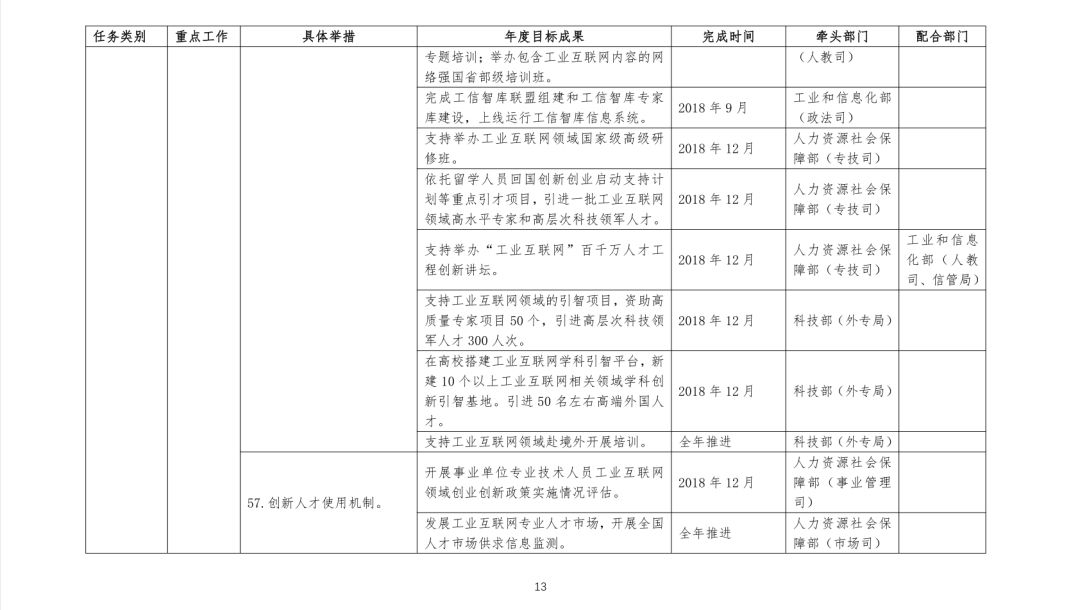 任务类别 重点工作 具体举措 年度目标成果 完成时间 牵头部门 配合部门
专题培训；举办包含工业互联网内容的网
络强国省部级培训班。
（人教司）
完成工信智库联盟组建和工信智库专家
库建设，上线运行工信智库信息系统。
2018 年 9 月
工业和信息化部
（政法司）
支持举办工业互联网领域国家级高级研
修班。
2018 年 12 月
人力资源社会保
障部（专技司）
依托留学人员回国创新创业启动支持计
划等重点引才项目，引进一批工业互联网
领域高水平专家和高层次科技领军人才。
2018 年 12 月
人力资源社会保
障部（专技司）
支持举办“工业互联网”百千万人才工
程创新讲坛。
2018 年 12 月
人力资源社会保
障部（专技司）
工业和信息
化部（人教
司、信管局）
支持工业互联网领域的引智项目，资助高
质量专家项目 50 个，引进高层次科技领
军人才 300 人次。
2018 年 12 月
科技部（外专局）
在高校搭建工业互联网学科引智平台，新
建 10 个以上工业互联网相关领域学科创
新引智基地。引进 50 名左右高端外国人
才。
2018 年 12 月
科技部（外专局）
支持工业互联网领域赴境外开展培训。
全年推进
科技部（外专局）
57.创新人才使用机制。
开展事业单位专业技术人员工业互联网
领域创业创新政策实施情况评估。
2018 年 12 月
人力资源社会保
障部（事业管理
司）
发展工业互联网专业人才市场，开展全国
人才市场供求信息监测。
全年推进
人力资源社会保
障部（市场司）
13